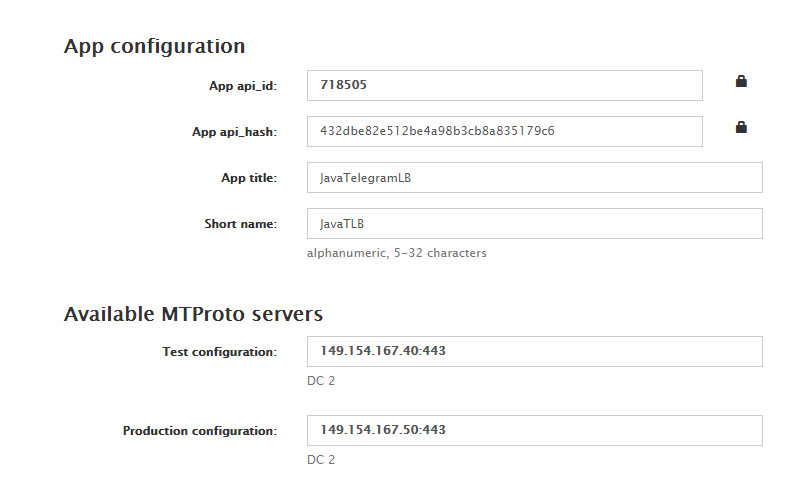 App configuration
App api_id: 718505
App api_hash: 432dbe82e512be4a98b3cb8a835179c6
App title: JavaTelegramLB
Short name: JavaTLB
alphanumeric, 5-32 characters
Available MTProto servers
Test configuration: 149.154.167.40:443
DC 2
Production configuration: 149.154.167.50:443
DC 2